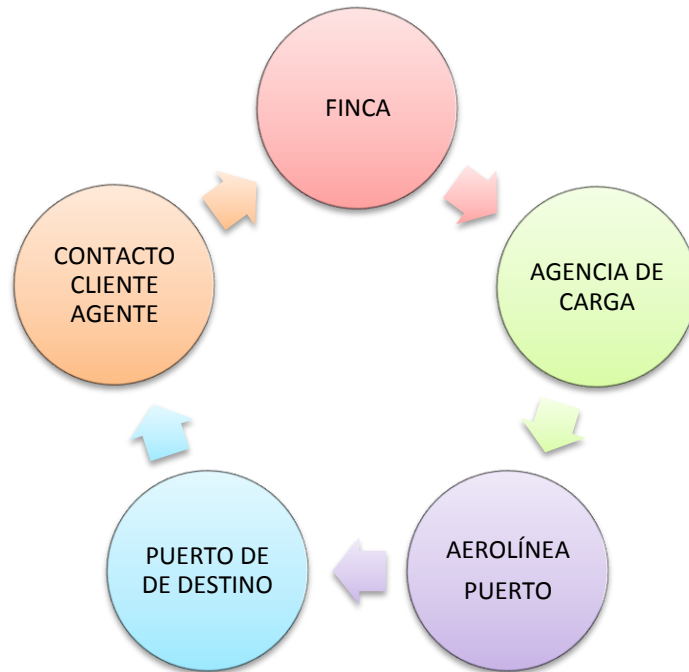 FINCA
AGENCIA DE
CARGA
AEROLÍNEA
PUERTO
PUERTO DE
DE DESTINO
CONTACTO
CLIENTE
AGENTE